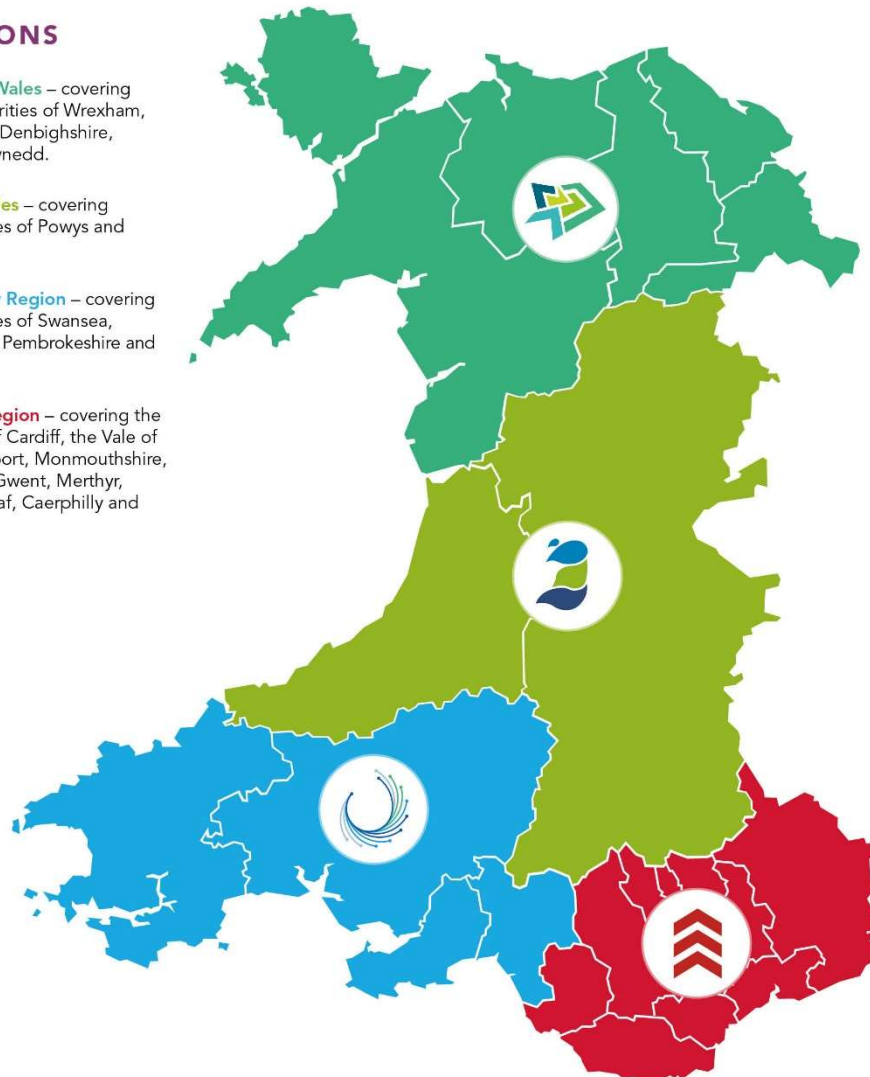 ONS
Wales – covering
rities of Wrexham,
Denbighshire,
ynedd.
es – covering
es of Powys and
Region – covering
es of Swansea,
Pembrokeshire and
egion – covering the
f Cardiff, the Vale of
ort, Monmouthshire,
Gwent, Merthyr,
af, Caerphilly and